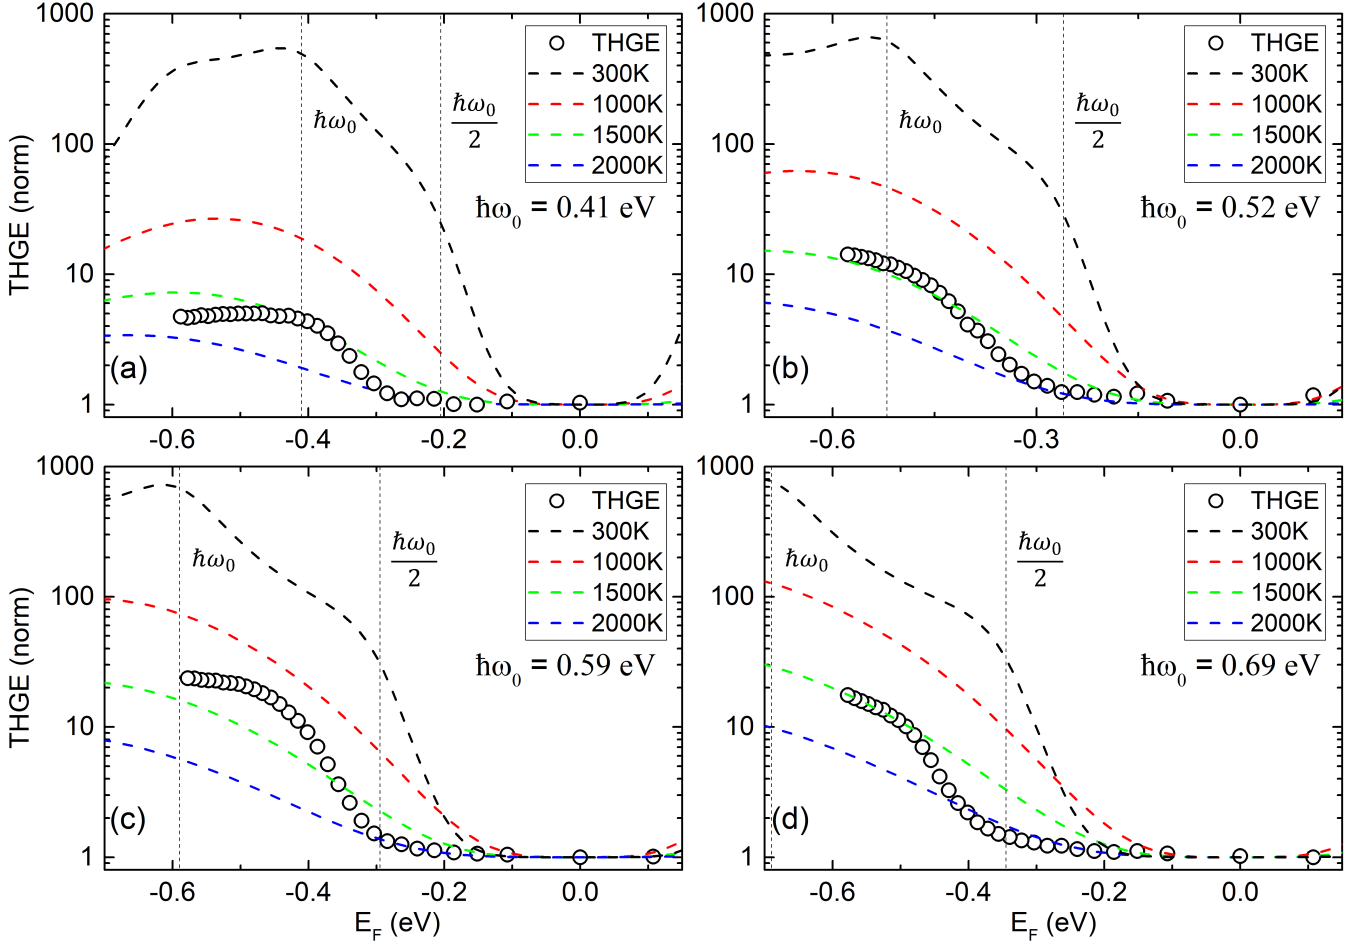 1000
100
10
1
THGE (norm)
THGE
300K
1000K
1500K
2000K
ħω₀
ħω₀/2
ħω₀ = 0.41 eV
(a)
-0.6
-0.4
-0.2
0.0
1000
100
10
1
THGE
300K
1000K
1500K
2000K
ħω₀
ħω₀/2
ħω₀ = 0.52 eV
(b)
-0.6
-0.3
0.0
1000
100
10
1
THGE (norm)
THGE
300K
1000K
1500K
2000K
ħω₀
ħω₀/2
ħω₀ = 0.59 eV
(c)
-0.6
-0.4
-0.2
0.0
E_F (eV)
1000
100
10
1
THGE
300K
1000K
1500K
2000K
ħω₀
ħω₀/2
ħω₀ = 0.69 eV
(d)
-0.6
-0.4
-0.2
0.0
E_F (eV)